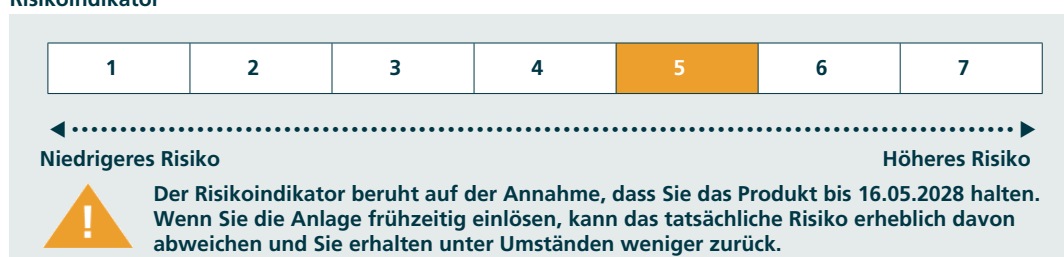 Risikoindikator
1 2 3 4 5 6 7
Niedrigeres Risiko Höheres Risiko
! Der Risikoindikator beruht auf der Annahme, dass Sie das Produkt bis 16.05.2028 halten.
Wenn Sie die Anlage frühzeitig einlösen, kann das tatsächliche Risiko erheblich davon
abweichen und Sie erhalten unter Umständen weniger zurück.